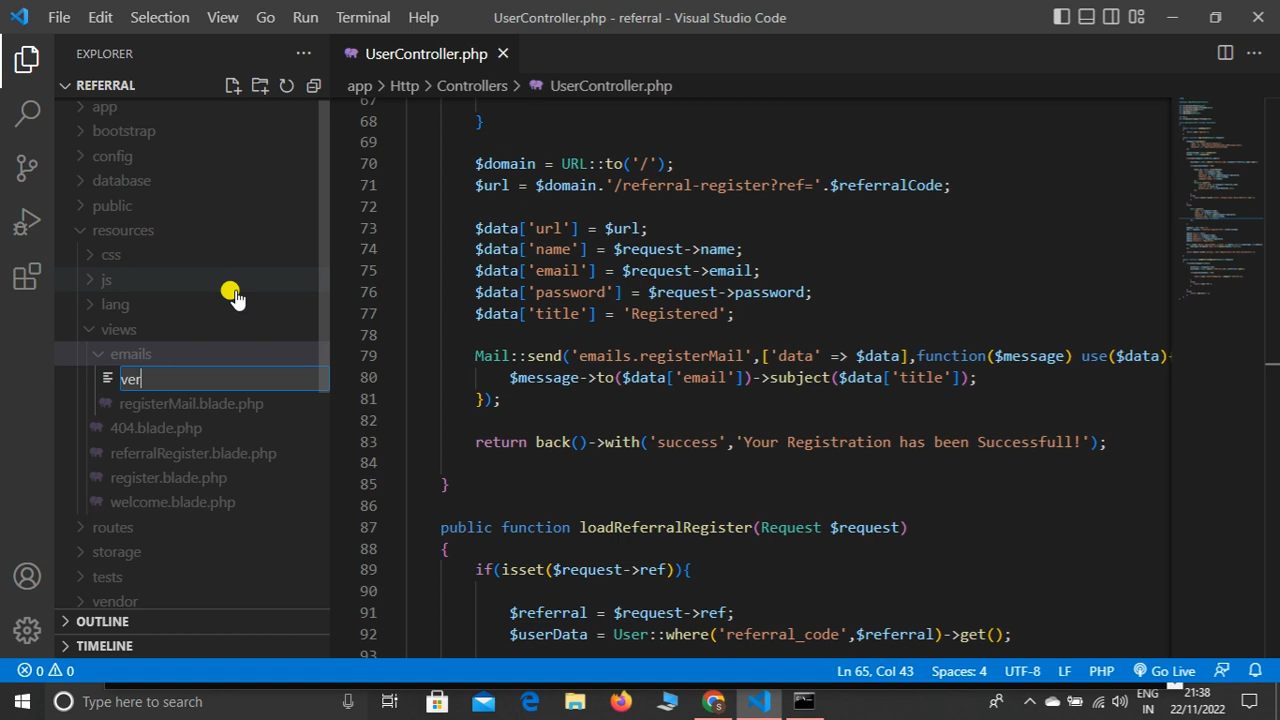 File Edit Selection View Go Run Terminal Help UserController.php - referral - Visual Studio Code
EXPLORER
UserController.php
REFERRAL
app > Http > Controllers > UserController.php
app
bootstrap
config
database
public
resources
css
js
lang
views
emails
ver
registerMail.blade.php
404.blade.php
referralRegister.blade.php
register.blade.php
welcome.blade.php
routes
storage
tests
vendor
OUTLINE
TIMELINE
67
68 }
69
70 $domain = URL::to('/');
71 $url = $domain.'/referral-register?ref='.$referralCode;
72
73 $data['url'] = $url;
74 $data['name'] = $request->name;
75 $data['email'] = $request->email;
76 $data['password'] = $request->password;
77 $data['title'] = 'Registered';
78
79 Mail::send('emails.registerMail',['data' => $data],function($message) use($data){
80 $message->to($data['email'])->subject($data['title']);
81 });
82
83 return back()->with('success','Your Registration has been Successfull!');
84
85 }
86
87 public function loadReferralRegister(Request $request)
88 {
89 if(isset($request->ref)){
90
91 $referral = $request->ref;
92 $userData = User::where('referral_code',$referral)->get();
93
0 0 Ln 65, Col 43 Spaces: 4 UTF-8 LF PHP Go Live
Type here to search
ENG
IN
21:38
22/11/2022